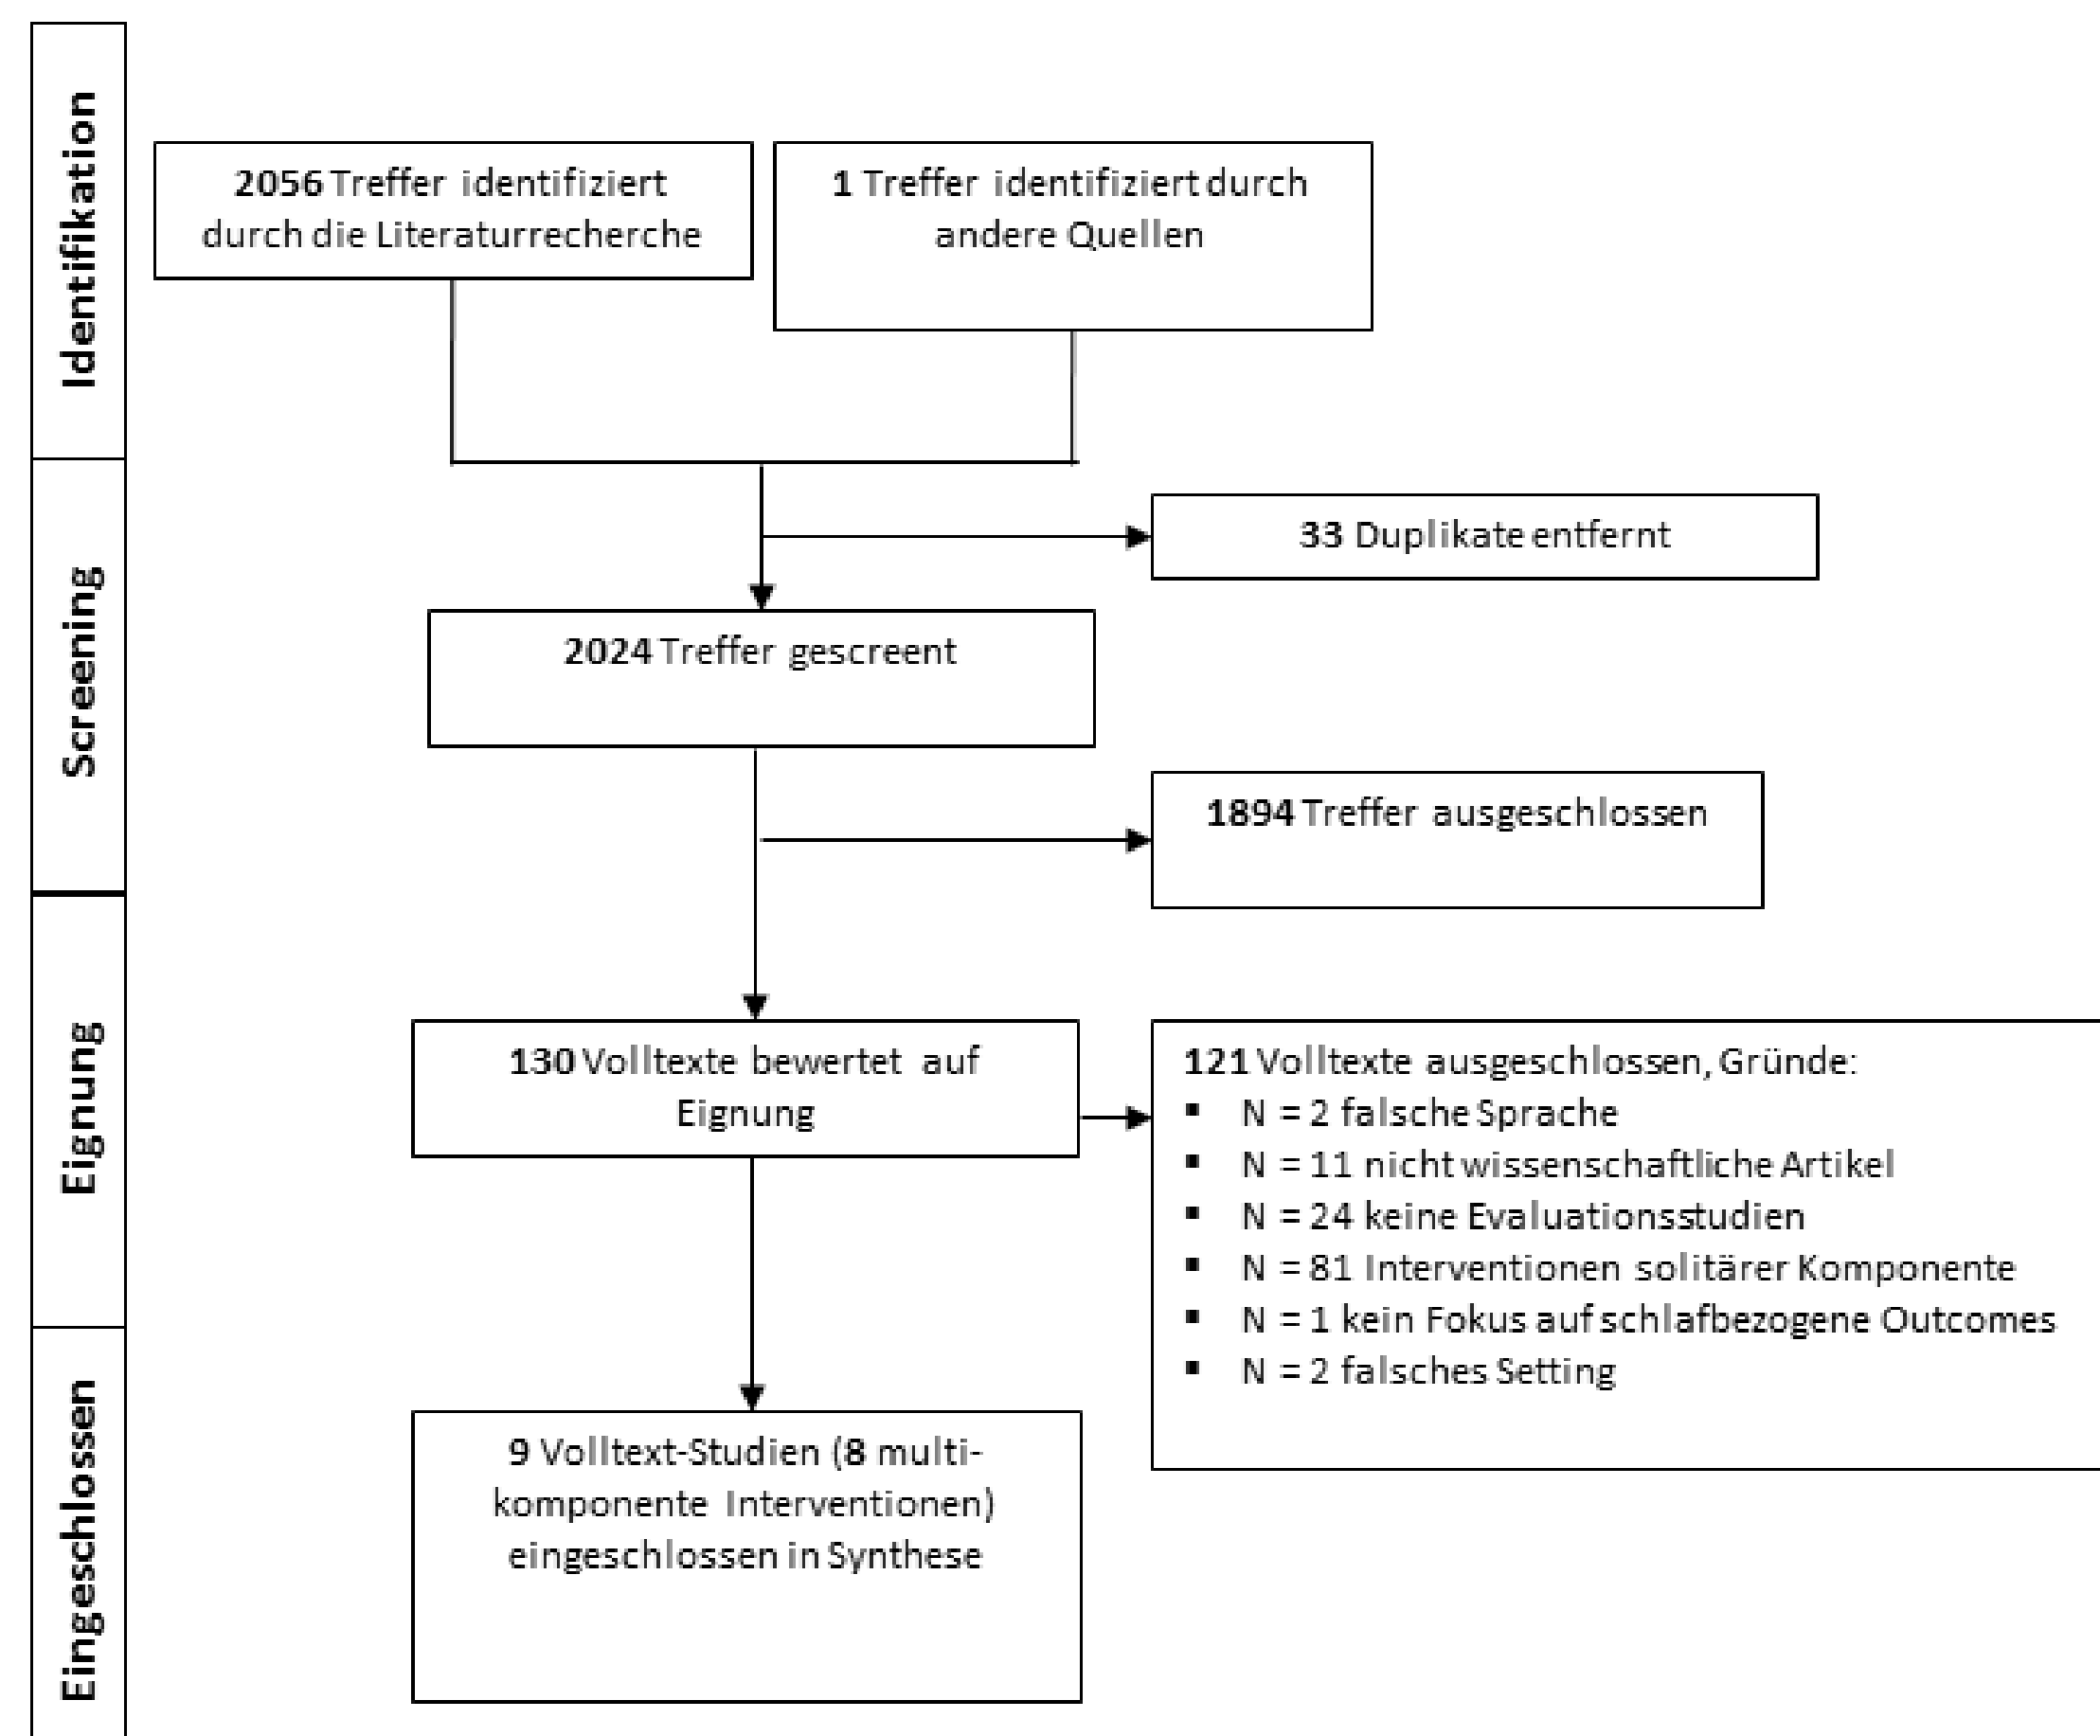 Identifikation
2056 Treffer identifiziert
durch die Literaturrecherche
1 Treffer identifiziert durch
andere Quellen
Screening
33 Duplikate entfernt
2024 Treffer gescreent
1894 Treffer ausgeschlossen
Eignung
130 Volltexte bewertet auf
Eignung
121 Volltexte ausgeschlossen, Gründe:
▪ N = 2 falsche Sprache
▪ N = 11 nicht wissenschaftliche Artikel
▪ N = 24 keine Evaluationsstudien
▪ N = 81 Interventionen solitärer Komponente
▪ N = 1 kein Fokus auf schlafbezogene Outcomes
▪ N = 2 falsches Setting
Eingeschlossen
9 Volltext-Studien (8 multi-
komponente Interventionen)
eingeschlossen in Synthese